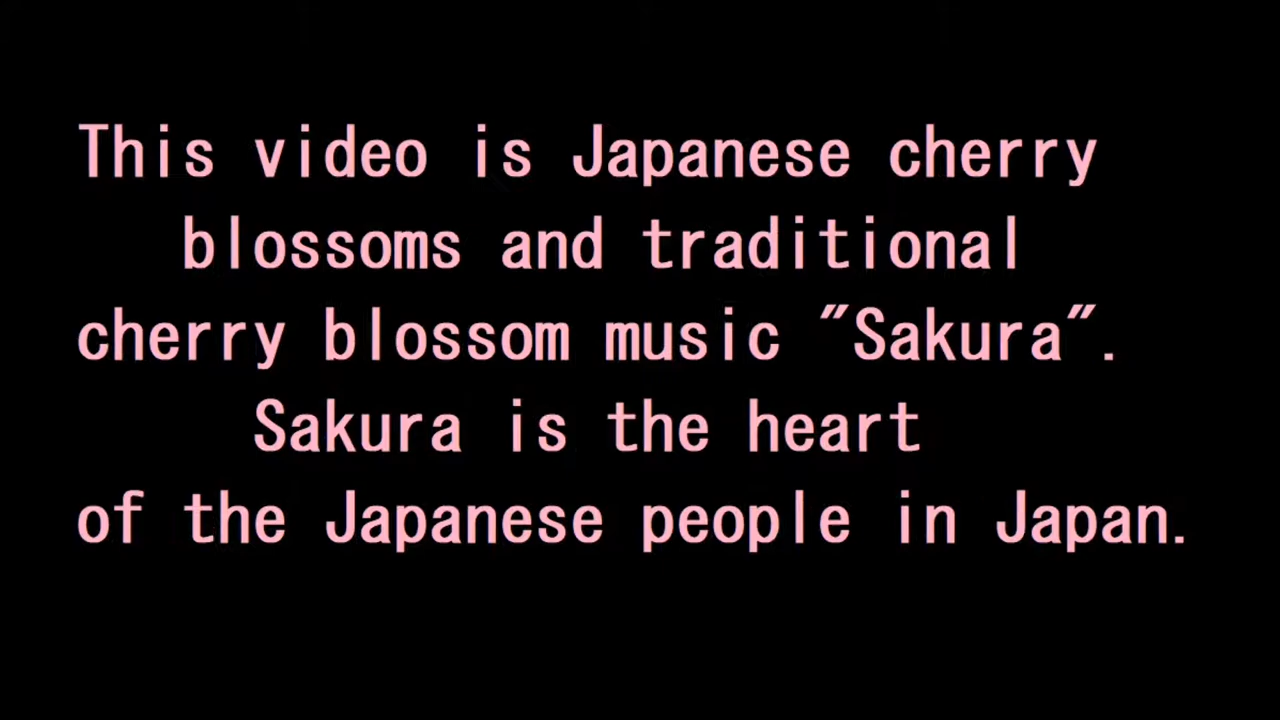 This video is Japanese cherry
blossoms and traditional
cherry blossom music "Sakura".
Sakura is the heart
of the Japanese people in Japan.